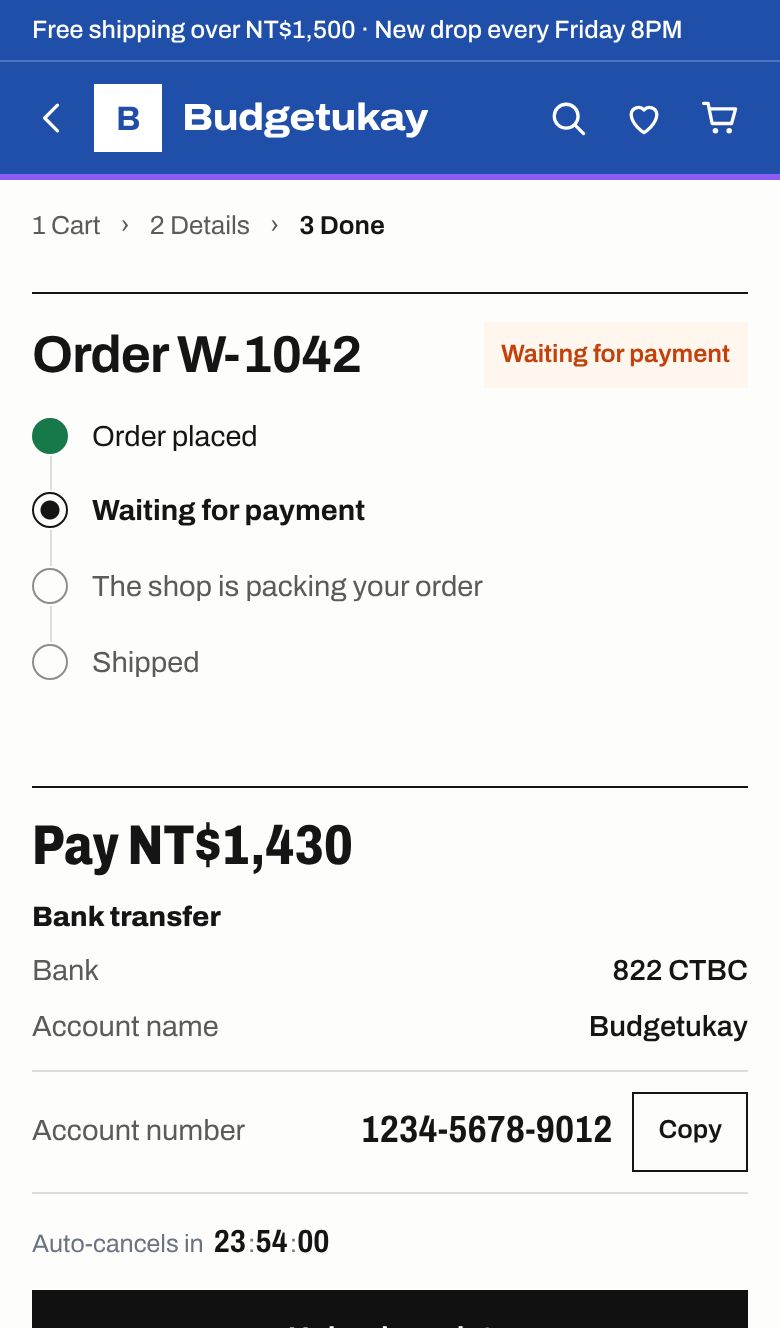 Free shipping over NT$1,500 · New drop every Friday 8PM
B Budgetukay
1 Cart › 2 Details › 3 Done
Order W-1042 Waiting for payment
Order placed
Waiting for payment
The shop is packing your order
Shipped
Pay NT$1,430
Bank transfer
Bank 822 CTBC
Account name Budgetukay
Account number 1234-5678-9012 Copy
Auto-cancels in 23:54:00